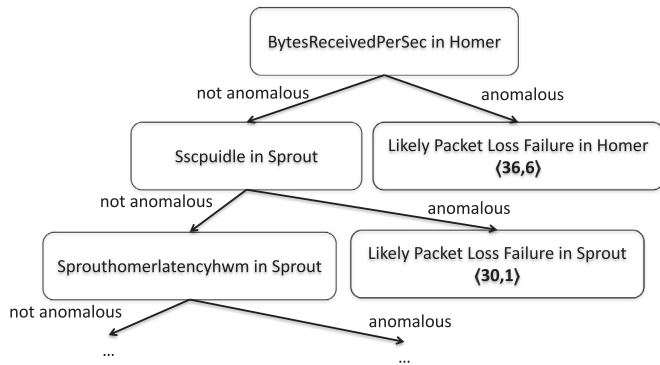 BytesReceivedPerSec in Homer
not anomalous
anomalous
Sscpuidle in Sprout
Likely Packet Loss Failure in Homer
⟨36,6⟩
not anomalous
anomalous
Sprouthomerlatencyhwm in Sprout
Likely Packet Loss Failure in Sprout
⟨30,1⟩
not anomalous
anomalous
...
...